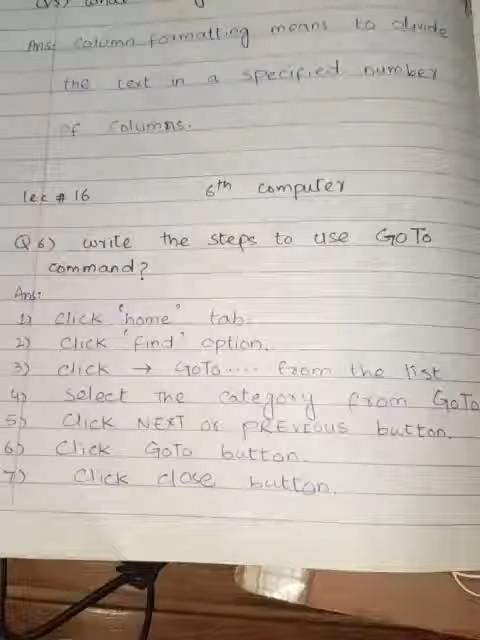 Ans: Column formatting means to divide
the text in a specified number
of columns.
lec # 16 6th computer
Q6) write the steps to use GoTo
command?
Ans:
1) Click "home" tab.
2) Click "find" option.
3) click → GoTo.... from the list
4) select The category from GoTo
5) Click NEXT or PREVIOUS button.
6) Click GoTo button.
7) Click close button.